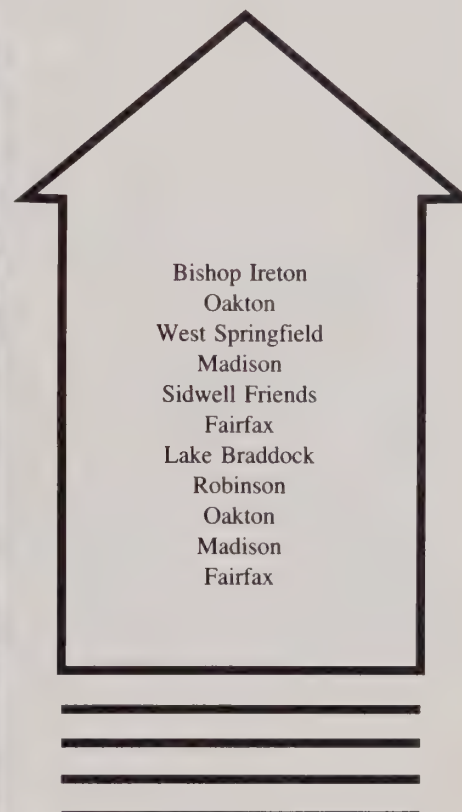 Bishop Ireton
Oakton
West Springfield
Madison
Sidwell Friends
Fairfax
Lake Braddock
Robinson
Oakton
Madison
Fairfax